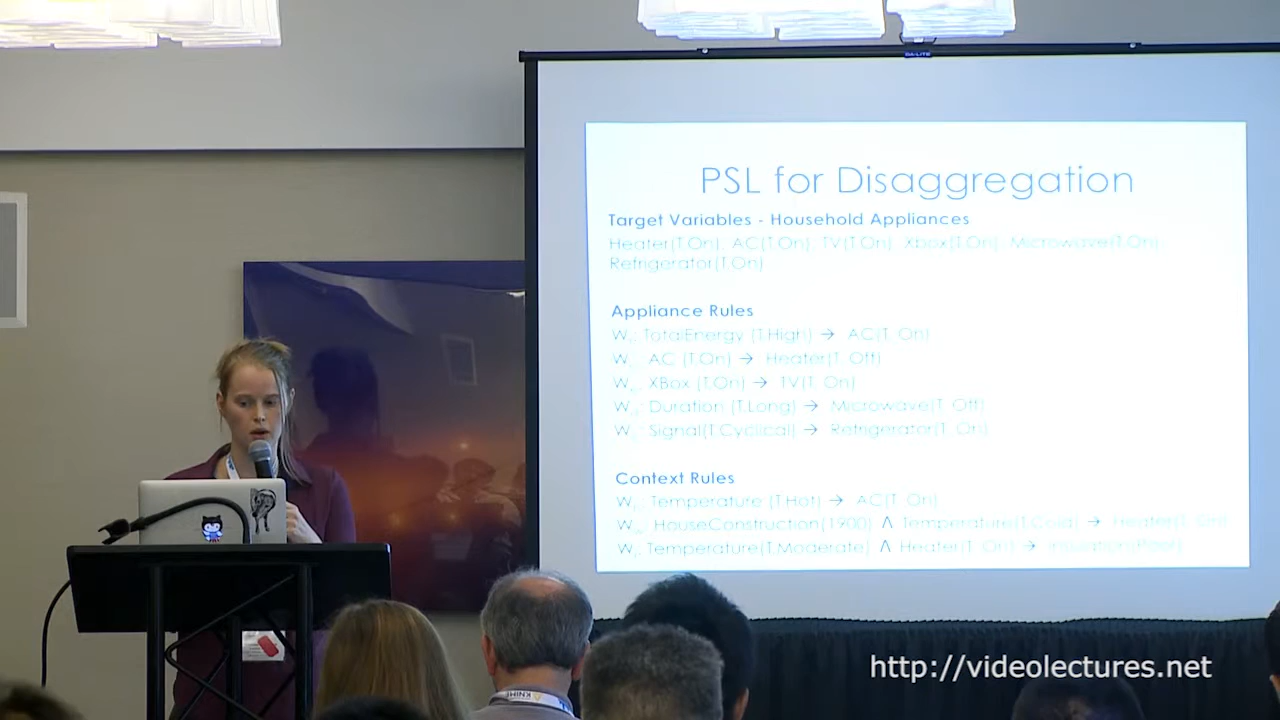 PSL for Disaggregation
Target Variables - Household Appliances
Heater(T,On), AC(T,On), TV(T,On), Xbox(T,On), Microwave(T,On),
Refrigerator(T,On)
Appliance Rules
W: TotalEnergy (T,High) → AC(T, On)
W: AC (T,On) → Heater(T, Off)
W: XBox (T,On) → TV(T, On)
W: Duration (T,Long) → Microwave(T, Off)
W: Signal(T,Cyclical) → Refrigerator(T, On)
Context Rules
W: Temperature (T,Hot) → AC(T, On)
W: HouseConstruction(1900) Λ Temperature(T,Cold) → Heater(T, On)
W: Temperature(T,Moderate) Λ Heater(T, On) →
KNIME
http://videolectures.net